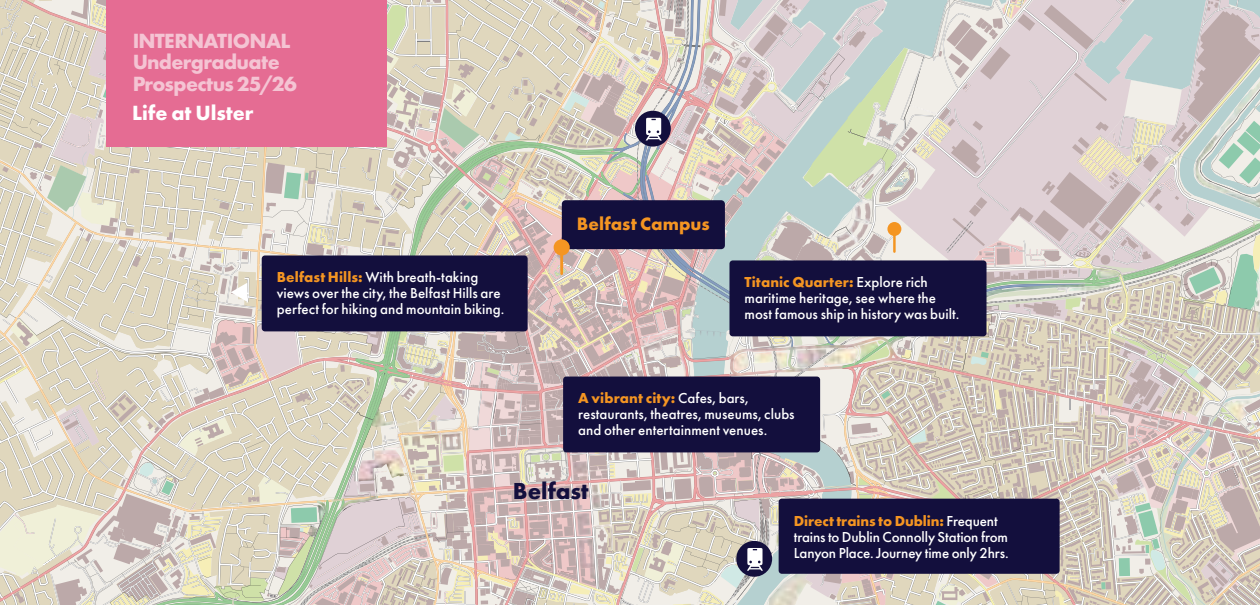 INTERNATIONAL
Undergraduate
Prospectus 25/26
Life at Ulster
Belfast Campus
Belfast Hills: With breath-taking
views over the city, the Belfast Hills are
perfect for hiking and mountain biking.
Titanic Quarter: Explore rich
maritime heritage, see where the
most famous ship in history was built.
A vibrant city: Cafes, bars,
restaurants, theatres, museums, clubs
and other entertainment venues.
Belfast
Direct trains to Dublin: Frequent
trains to Dublin Connolly Station from
Lanyon Place. Journey time only 2hrs.